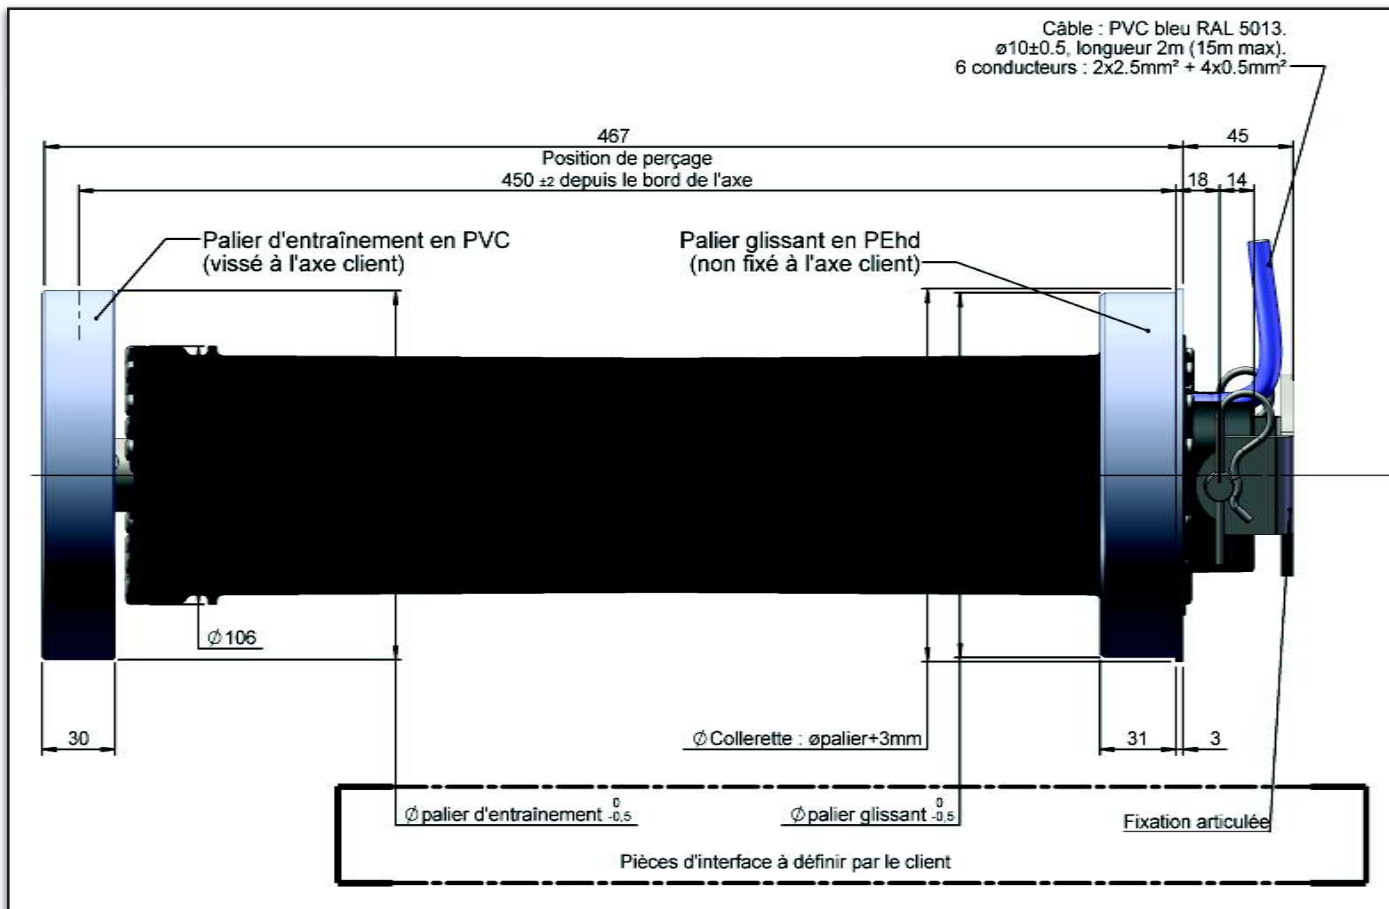 Câble : PVC bleu RAL 5013.
ø10±0.5, longueur 2m (15m max).
6 conducteurs : 2x2.5mm² + 4x0.5mm²
467
45
Position de perçage
450 ±2 depuis le bord de l'axe
18
14
Palier d'entraînement en PVC
(vissé à l'axe client)
Palier glissant en PEhd
(non fixé à l'axe client)
∅106
30
∅Collerette : øpalier+3mm
31
3
∅palier d'entraînement 0 -0,5
∅palier glissant 0 -0,5
Fixation articulée
Pièces d'interface à définir par le client